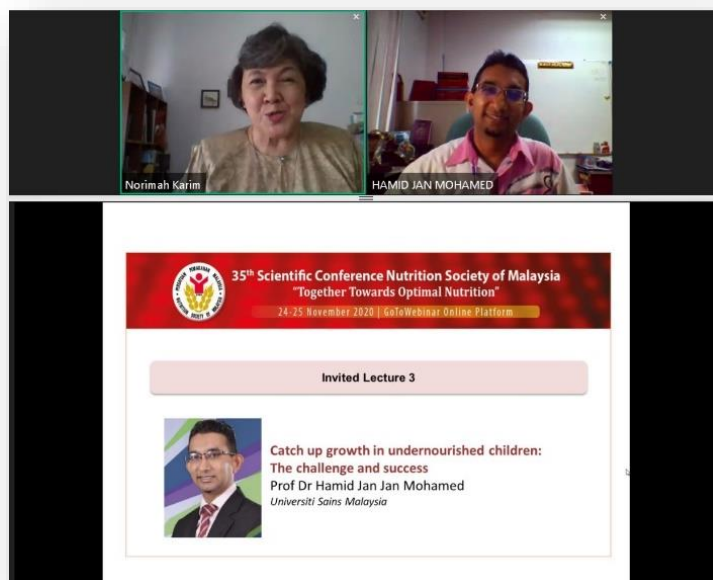 Norimah Karim
HAMID JAN MOHAMED
35th Scientific Conference Nutrition Society of Malaysia
"Together Towards Optimal Nutrition"
24-25 November 2020 | GoToWebinar Online Platform
Invited Lecture 3
Catch up growth in undernourished children:
The challenge and success
Prof Dr Hamid Jan Jan Mohamed
Universiti Sains Malaysia